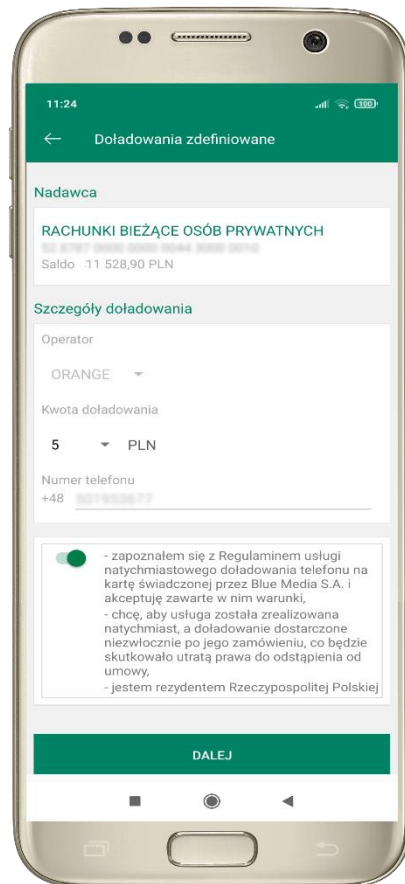 11:24
100
Doładowania zdefiniowane
Nadawca
RACHUNKI BIEŻĄCE OSÓB PRYWATNYCH
Saldo 11 528,90 PLN
Szczegóły doładowania
Operator
ORANGE
Kwota doładowania
5 PLN
Numer telefonu
+48
- zapoznałem się z Regulaminem usługi
natychmiastowego doładowania telefonu na
kartę świadczonej przez Blue Media S.A. i
akceptuję zawarte w nim warunki,
- chcę, aby usługa została zrealizowana
natychmiast, a doładowanie dostarczone
niezwłocznie po jego zamówieniu, co będzie
skutkowało utratą prawa do odstąpienia od
umowy,
- jestem rezydentem Rzeczypospolitej Polskiej
DALEJ